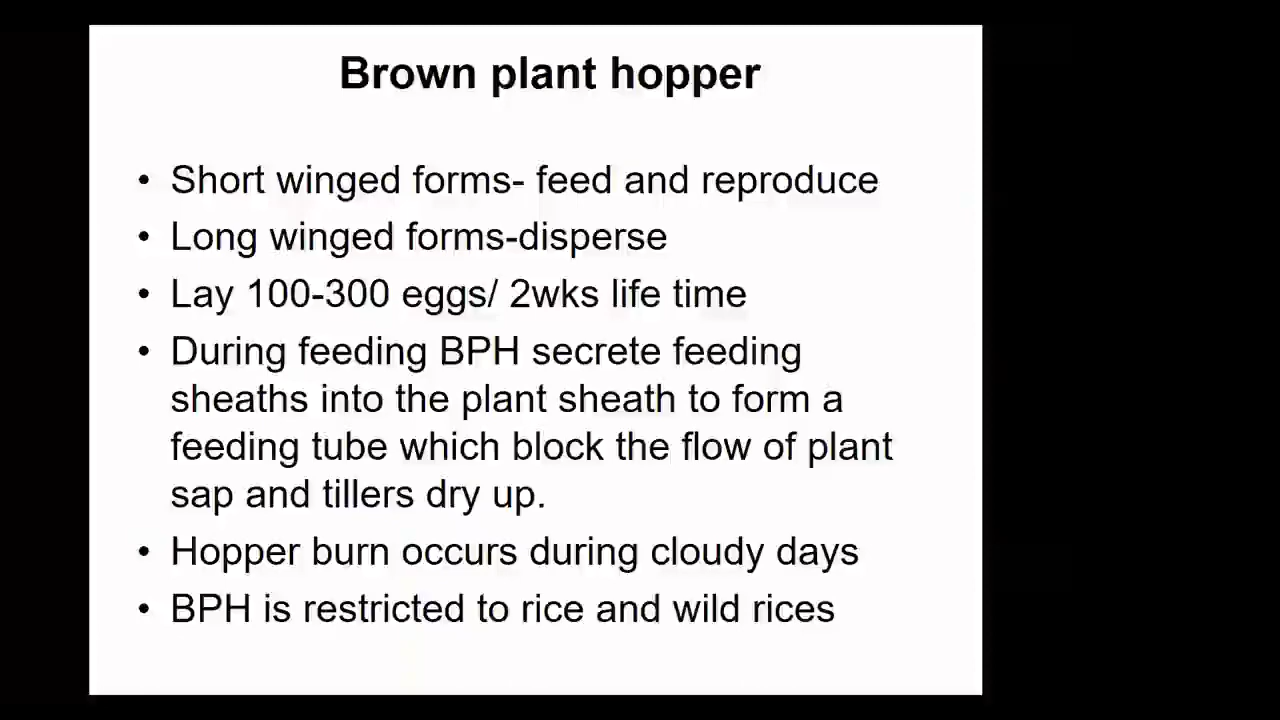 Brown plant hopper
• Short winged forms- feed and reproduce
• Long winged forms-disperse
• Lay 100-300 eggs/ 2wks life time
• During feeding BPH secrete feeding
sheaths into the plant sheath to form a
feeding tube which block the flow of plant
sap and tillers dry up.
• Hopper burn occurs during cloudy days
• BPH is restricted to rice and wild rices